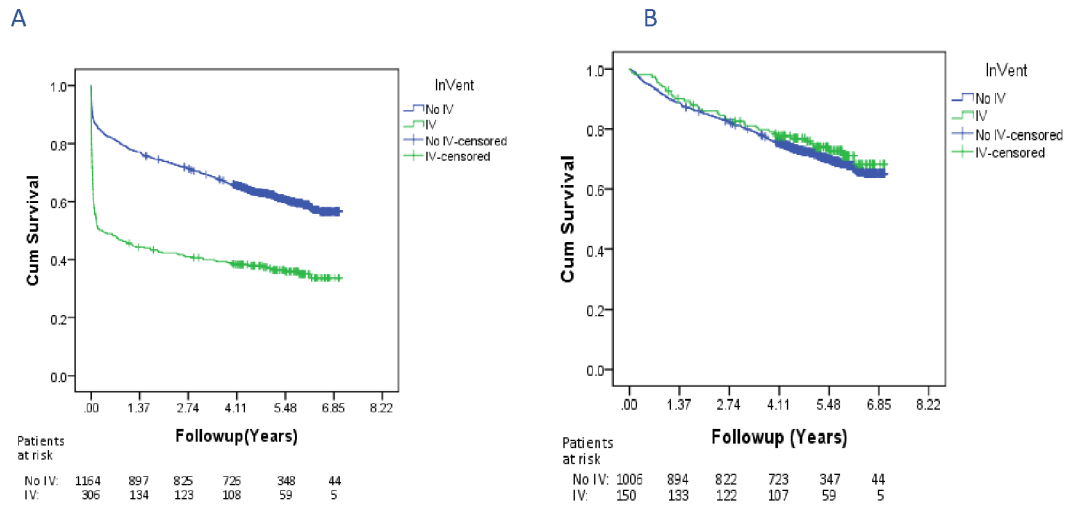 A
B
InVent
No IV
IV
No IV-censored
IV-censored
Cum Survival
1.0
0.8
0.6
0.4
0.2
0.0
.00 1.37 2.74 4.11 5.48 6.85 8.22
Followup(Years)
Patients
at risk
No IV: 1164 897 825 726 348 44
IV: 306 134 123 108 59 5
InVent
No IV
IV
No IV-censored
IV-censored
Cum Survival
1.0
0.8
0.6
0.4
0.2
0.0
.00 1.37 2.74 4.11 5.48 6.85 8.22
Followup (Years)
Patients
at risk
No IV: 1006 894 822 723 347 44
IV: 150 133 122 107 59 5